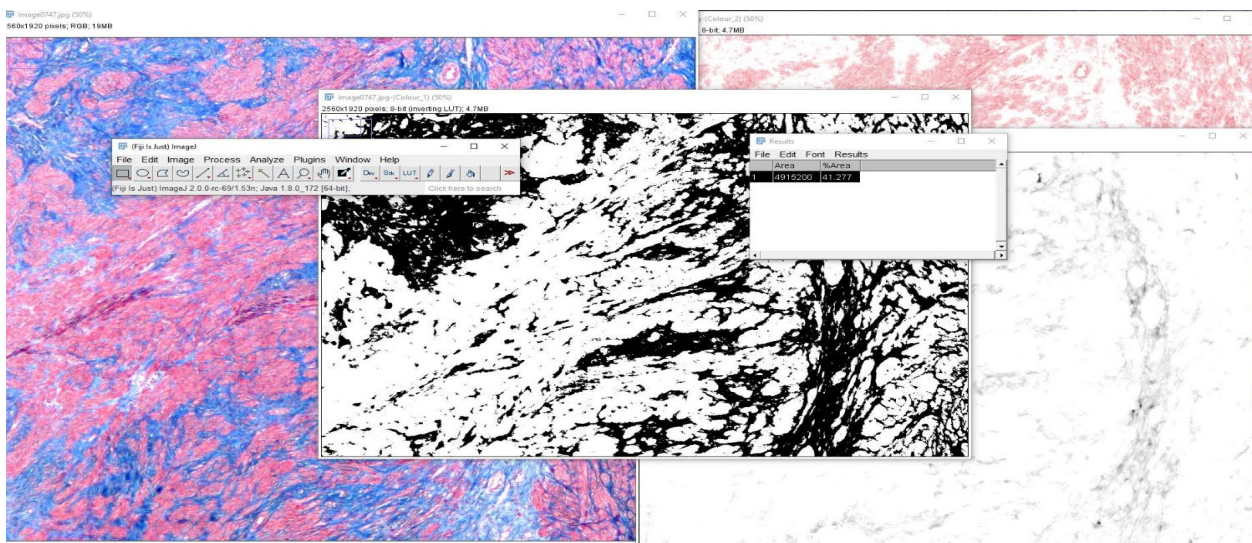 image0747.jpg (50%)
560x1920 pixels; RGB; 19MB
g-(Colour_2) (50%)
8-bit; 4.7MB
image0747.jpg-(Colour_1) (50%)
2560x1920 pixels; 8-bit (inverting LUT); 4.7MB
(Fiji Is Just) ImageJ
File Edit Image Process Analyze Plugins Window Help
Dev Stk LUT
(Fiji Is Just) ImageJ 2.0.0-rc-69/1.53n; Java 1.8.0_172 [64-bit];
Click here to search
Results
File Edit Font Results
Area %Area
1 4915200 41.277